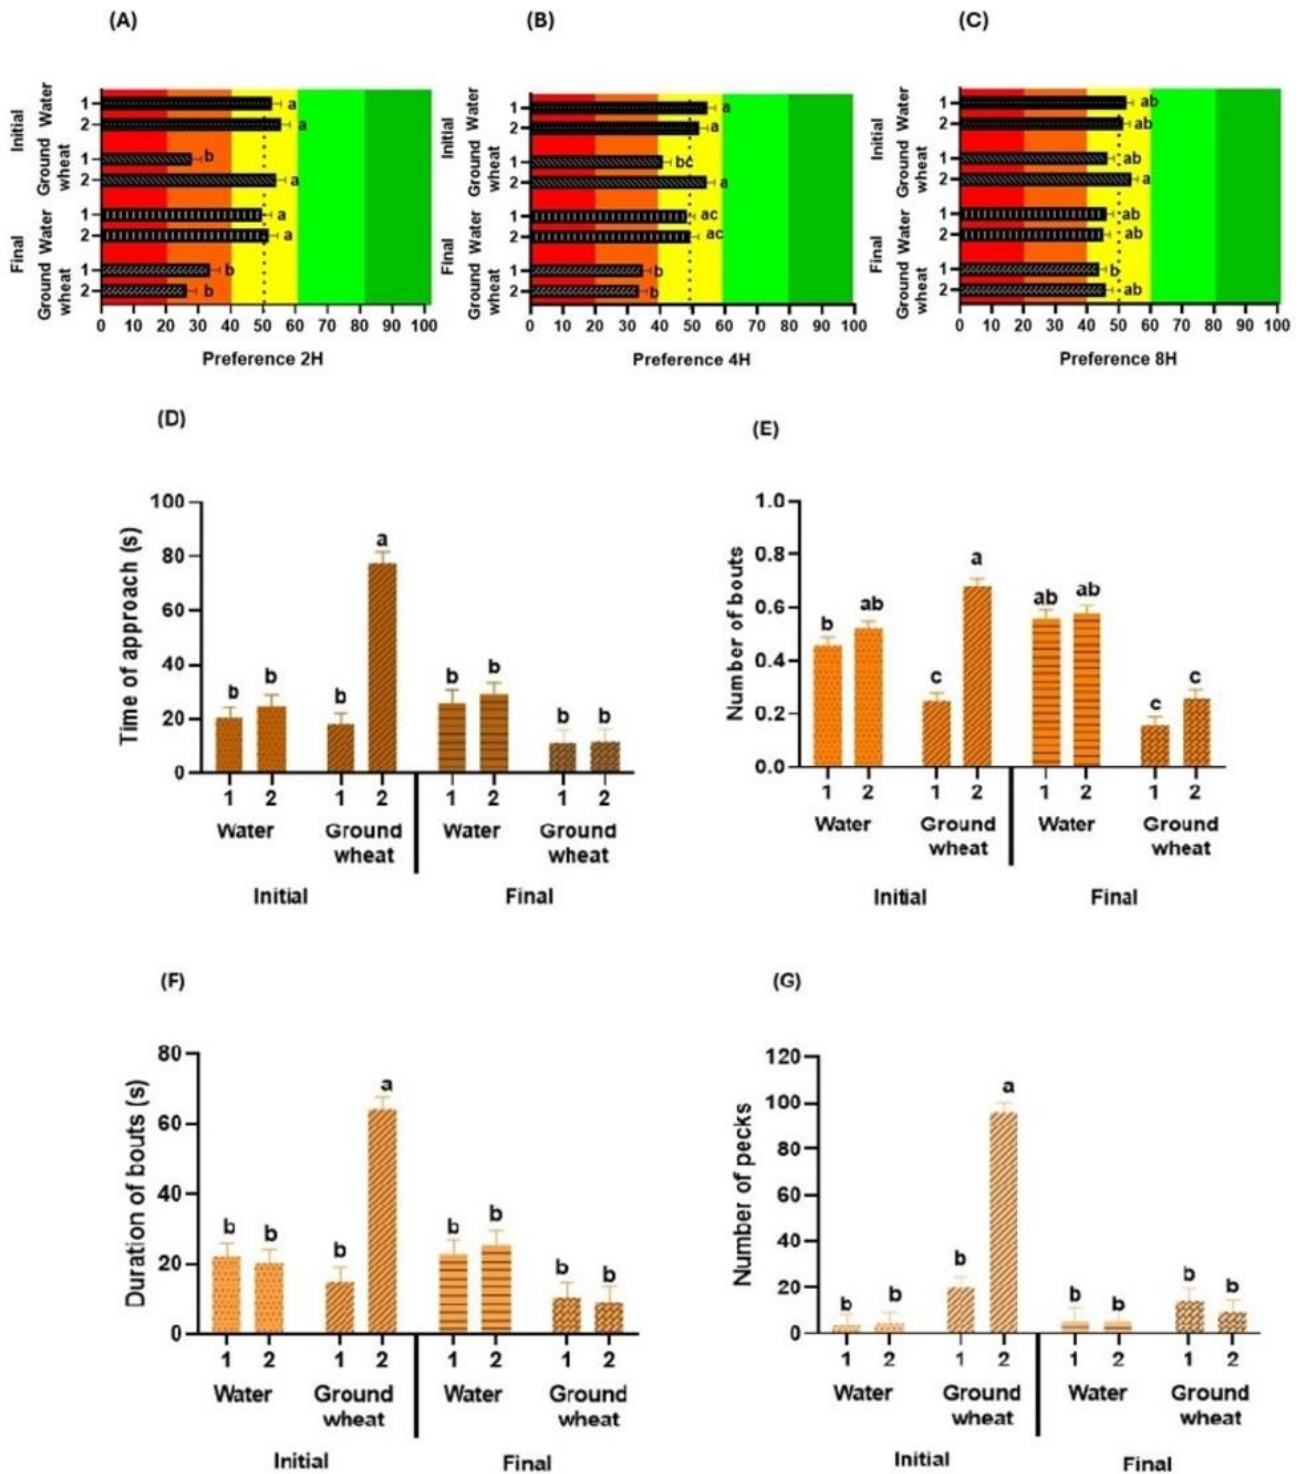 (A)
Initial
Water
1
a
2
a
Ground wheat
1
b
2
a
Final
Water
1
a
2
a
Ground wheat
1
b
2
b
0 10 20 30 40 50 60 70 80 90 100
Preference 2H
(B)
Initial
Water
1
a
2
a
Ground wheat
1
bc
2
a
Final
Water
1
ac
2
ac
Ground wheat
1
b
2
b
0 10 20 30 40 50 60 70 80 90 100
Preference 4H
(C)
Initial
Water
1
ab
2
ab
Ground wheat
1
ab
2
a
Final
Water
1
ab
2
ab
Ground wheat
1
b
2
ab
0 10 20 30 40 50 60 70 80 90 100
Preference 8H
(D)
Time of approach (s)
100
80
60
40
20
0
b b b a b b b b
1 2 1 2 1 2 1 2
Water Ground Water Ground
wheat wheat
Initial Final
(E)
Number of bouts
1.0
0.8
0.6
0.4
0.2
0.0
b ab c a ab ab c c
1 2 1 2 1 2 1 2
Water Ground Water Ground
wheat wheat
Initial Final
(F)
Duration of bouts (s)
80
60
40
20
0
b b b a b b b b
1 2 1 2 1 2 1 2
Water Ground Water Ground
wheat wheat
Initial Final
(G)
Number of pecks
120
100
80
60
40
20
0
b b b a b b b b
1 2 1 2 1 2 1 2
Water Ground Water Ground
wheat wheat
Initial Final